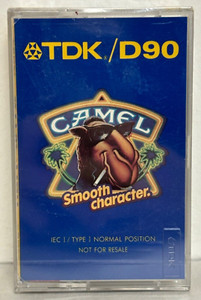 TDK/D90
CAMEL
Smooth
character.
IEC I / TYPE I NORMAL POSITION
NOT FOR RESALE